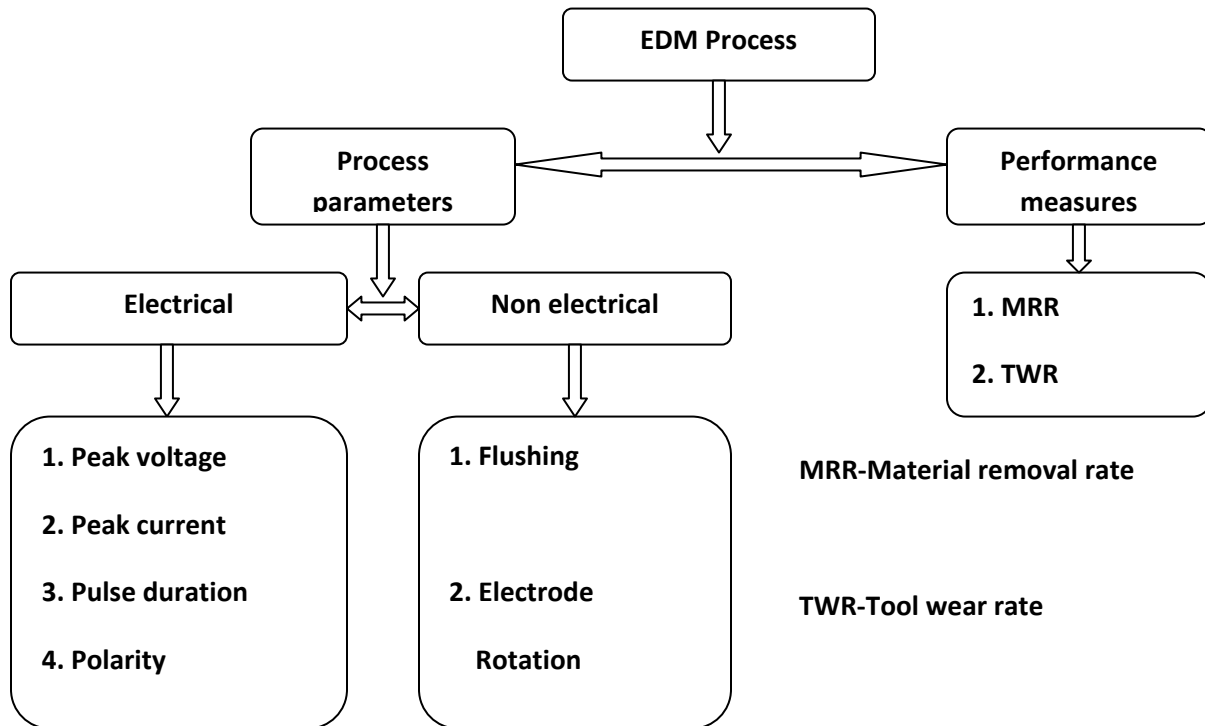 EDM Process
Process
parameters
Performance
measures
Electrical
Non electrical
1. MRR
2. TWR
1. Peak voltage
2. Peak current
3. Pulse duration
4. Polarity
1. Flushing
2. Electrode
Rotation
MRR-Material removal rate
TWR-Tool wear rate